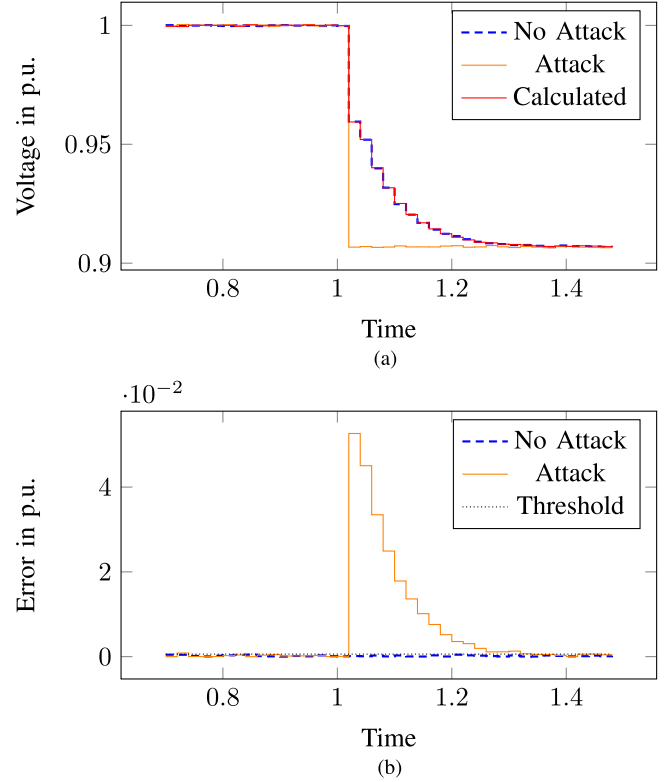 1
0.95
0.9
Voltage in p.u.
No Attack
Attack
Calculated
0.8 1 1.2 1.4
Time
(a)
·10−2
4
2
0
Error in p.u.
No Attack
Attack
Threshold
0.8 1 1.2 1.4
Time
(b)